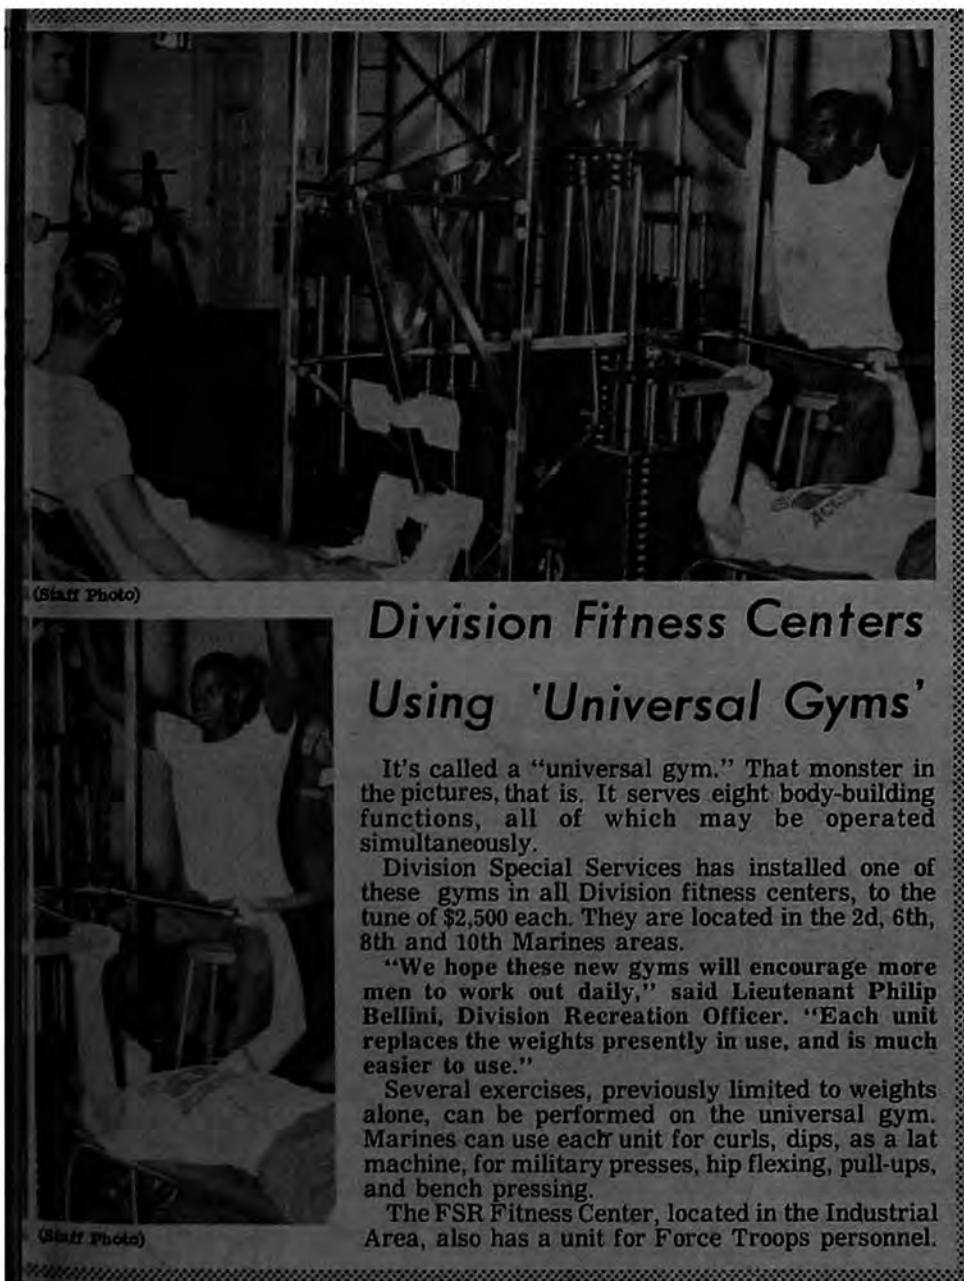 (Staff Photo)
Division Fitness Centers
Using 'Universal Gyms'
It's called a "universal gym." That monster in
the pictures, that is. It serves eight body-building
functions, all of which may be operated
simultaneously.
Division Special Services has installed one of
these gyms in all Division fitness centers, to the
tune of $2,500 each. They are located in the 2d, 6th,
8th and 10th Marines areas.
"We hope these new gyms will encourage more
men to work out daily," said Lieutenant Philip
Bellini, Division Recreation Officer. "Each unit
replaces the weights presently in use, and is much
easier to use."
Several exercises, previously limited to weights
alone, can be performed on the universal gym.
Marines can use each unit for curls, dips, as a lat
machine, for military presses, hip flexing, pull-ups,
and bench pressing.
The FSR Fitness Center, located in the Industrial
Area, also has a unit for Force Troops personnel.
(Staff Photo)